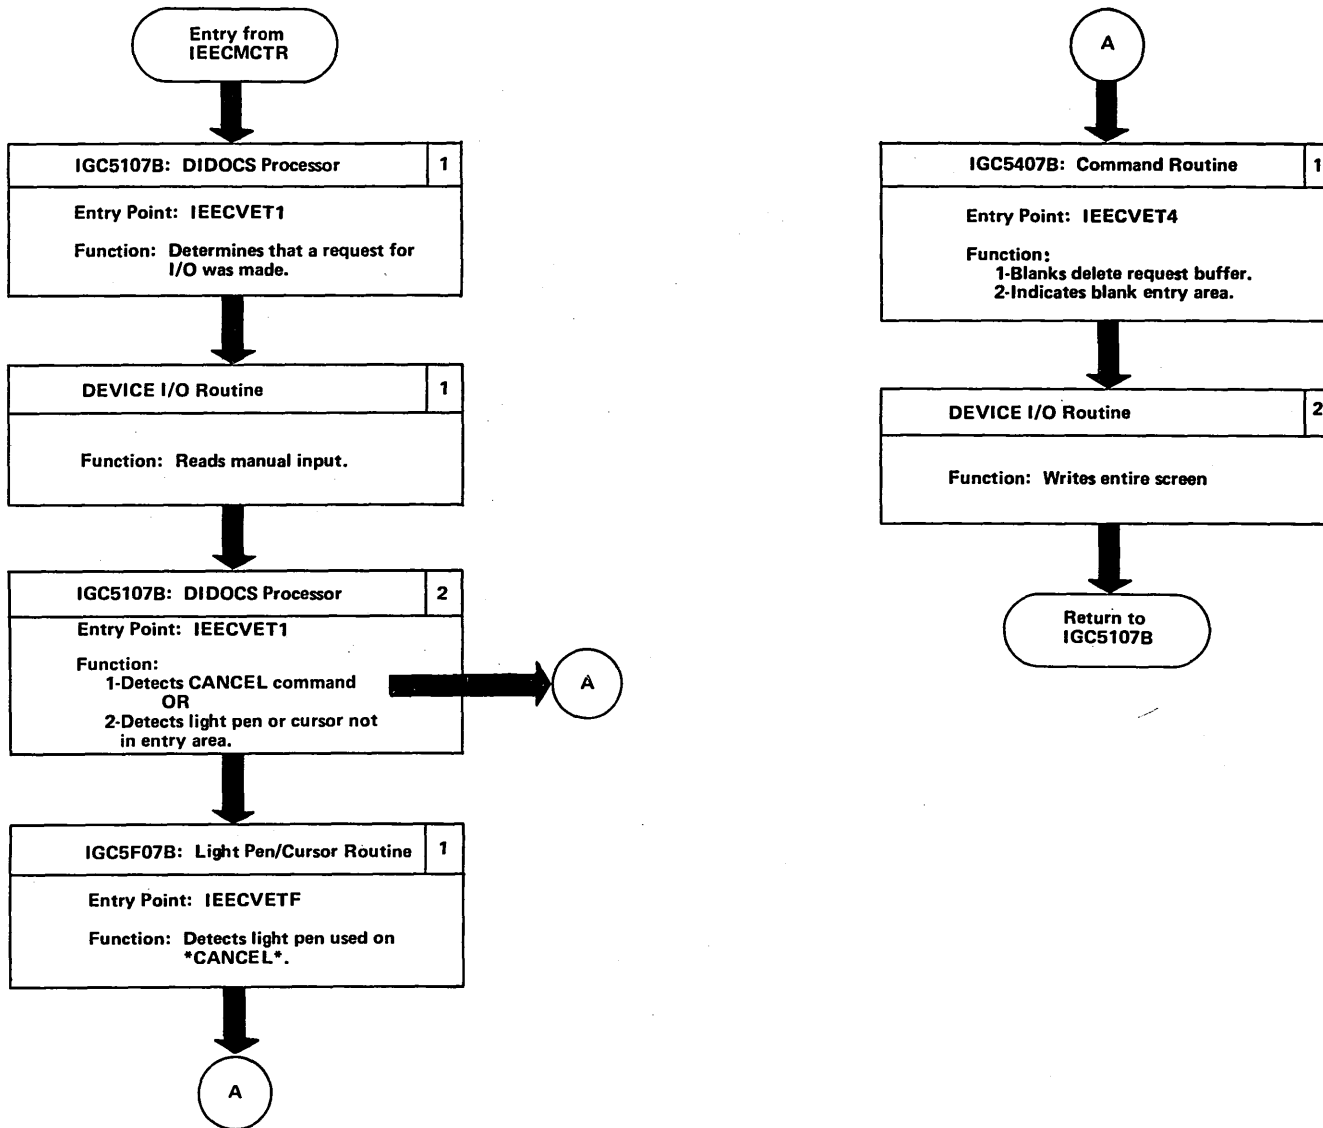 Entry from
IEECMCTR
IGC5107B: DIDOCS Processor 1
Entry Point: IEECVET1
Function: Determines that a request for
I/O was made.
DEVICE I/O Routine 1
Function: Reads manual input.
IGC5107B: DIDOCS Processor 2
Entry Point: IEECVET1
Function:
1-Detects CANCEL command
OR
2-Detects light pen or cursor not
in entry area.
A
IGC5F07B: Light Pen/Cursor Routine 1
Entry Point: IEECVETF
Function: Detects light pen used on
*CANCEL*.
A
A
IGC5407B: Command Routine 1
Entry Point: IEECVET4
Function:
1-Blanks delete request buffer.
2-Indicates blank entry area.
DEVICE I/O Routine 2
Function: Writes entire screen
Return to
IGC5107B